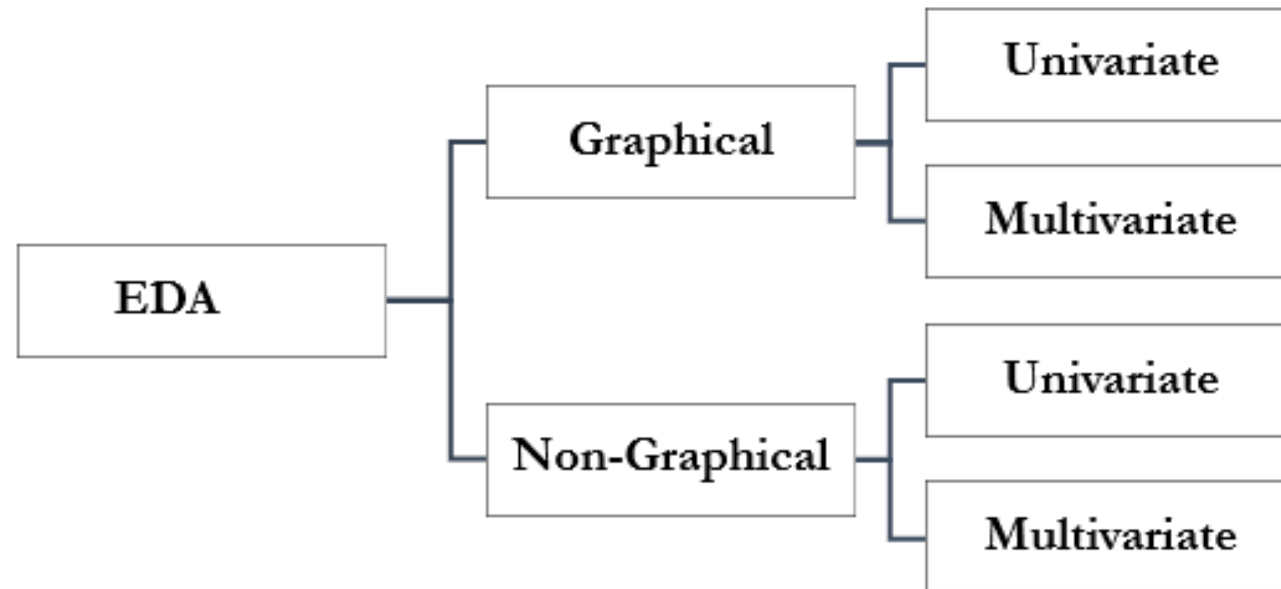 EDA
Graphical
Univariate
Multivariate
Non-Graphical
Univariate
Multivariate